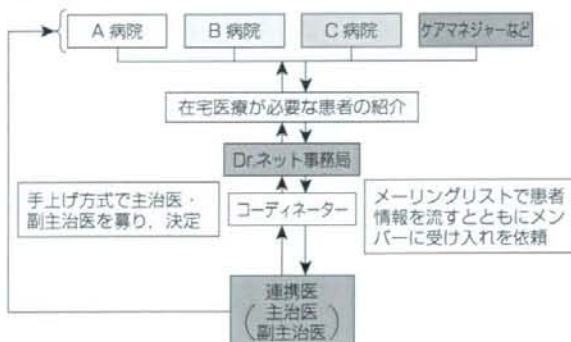 A 病院
B 病院
C 病院
ケアマネジャーなど
在宅医療が必要な患者の紹介
Dr.ネット事務局
手上げ方式で主治医・
副主治医を募り，決定
コーディネーター
メーリングリストで患者
情報を流すとともにメン
バーに受け入れを依頼
連携医
(主治医
副主治医)